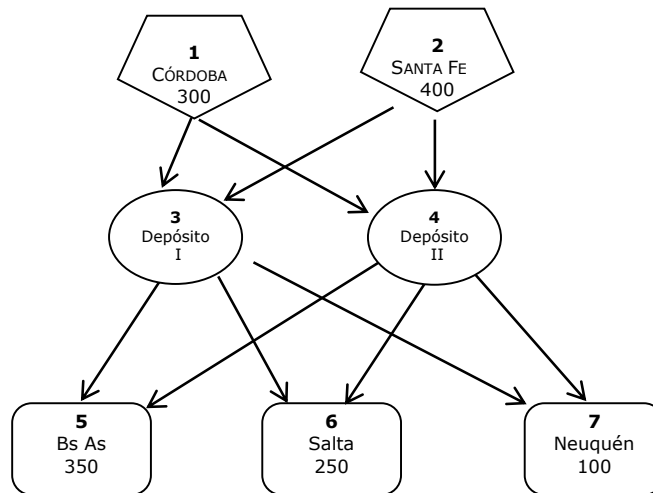 1
CÓRDOBA
300
2
SANTA FE
400
3
Depósito
I
4
Depósito
II
5
Bs As
350
6
Salta
250
7
Neuquén
100